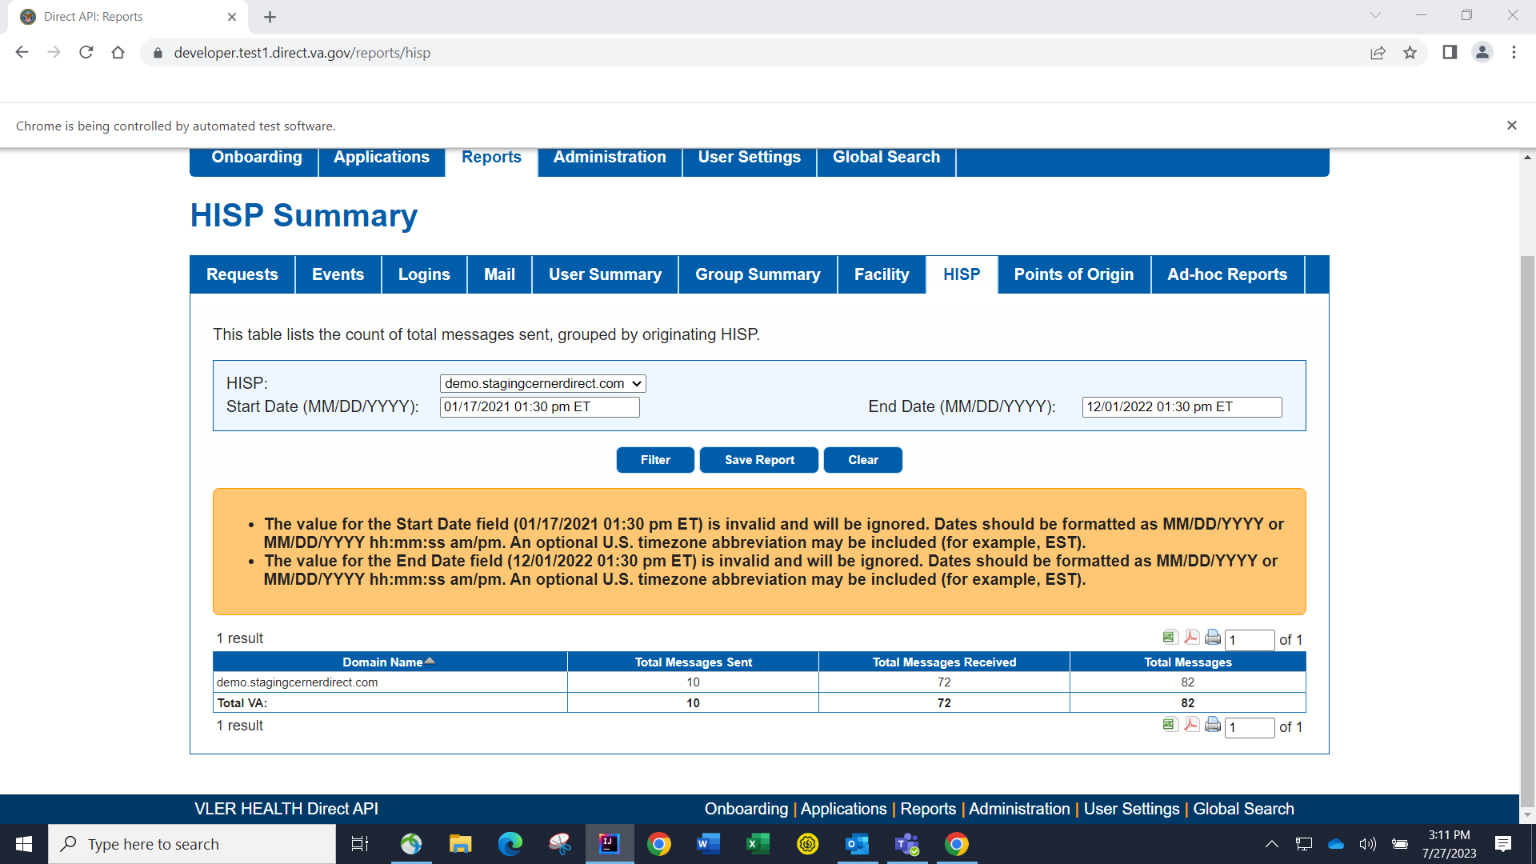 Direct API: Reports
developer.test1.direct.va.gov/reports/hisp
Chrome is being controlled by automated test software.
Onboarding Applications Reports Administration User Settings Global Search
HISP Summary
Requests Events Logins Mail User Summary Group Summary Facility HISP Points of Origin Ad-hoc Reports
This table lists the count of total messages sent, grouped by originating HISP.
HISP: demo.stagingcernerdirect.com
Start Date (MM/DD/YYYY): 01/17/2021 01:30 pm ET End Date (MM/DD/YYYY): 12/01/2022 01:30 pm ET
Filter Save Report Clear
• The value for the Start Date field (01/17/2021 01:30 pm ET) is invalid and will be ignored. Dates should be formatted as MM/DD/YYYY or
MM/DD/YYYY hh:mm:ss am/pm. An optional U.S. timezone abbreviation may be included (for example, EST).
• The value for the End Date field (12/01/2022 01:30 pm ET) is invalid and will be ignored. Dates should be formatted as MM/DD/YYYY or
MM/DD/YYYY hh:mm:ss am/pm. An optional U.S. timezone abbreviation may be included (for example, EST).
1 result 1 of 1
Domain Name Total Messages Sent Total Messages Received Total Messages
demo.stagingcernerdirect.com 10 72 82
Total VA: 10 72 82
1 result 1 of 1
VLER HEALTH Direct API Onboarding | Applications | Reports | Administration | User Settings | Global Search
Type here to search
3:11 PM
7/27/2023